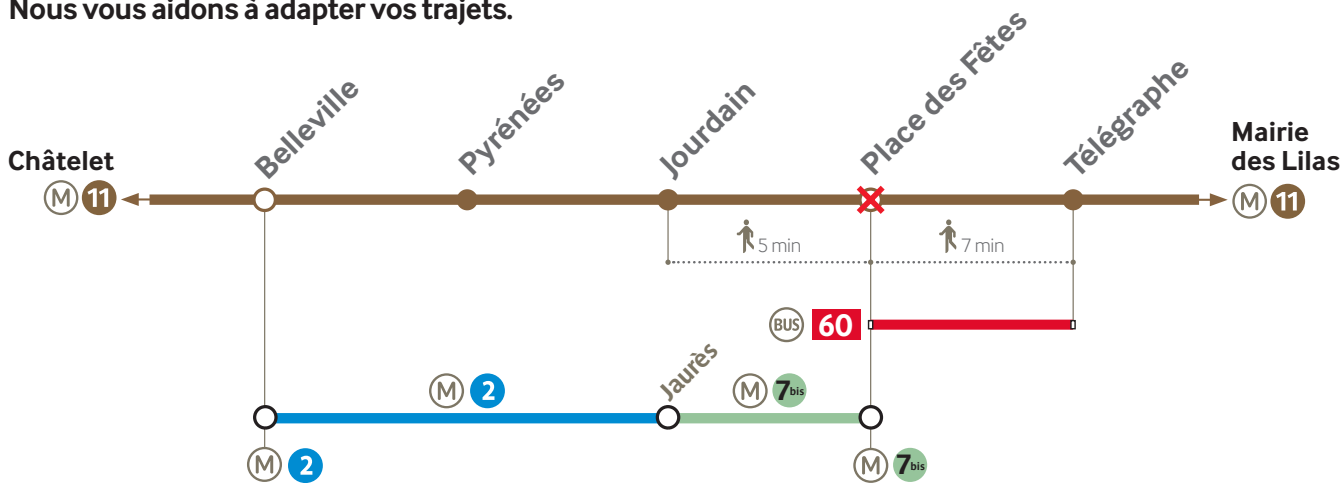 Nous vous aidons à adapter vos trajets.
Châtelet
M 11
Belleville
Pyrénées
Jourdain
Place des Fêtes
Télégraphe
Mairie
des Lilas
M 11
5 min
7 min
BUS 60
Jaurès
M 2
M 7bis
M 2
M 7bis